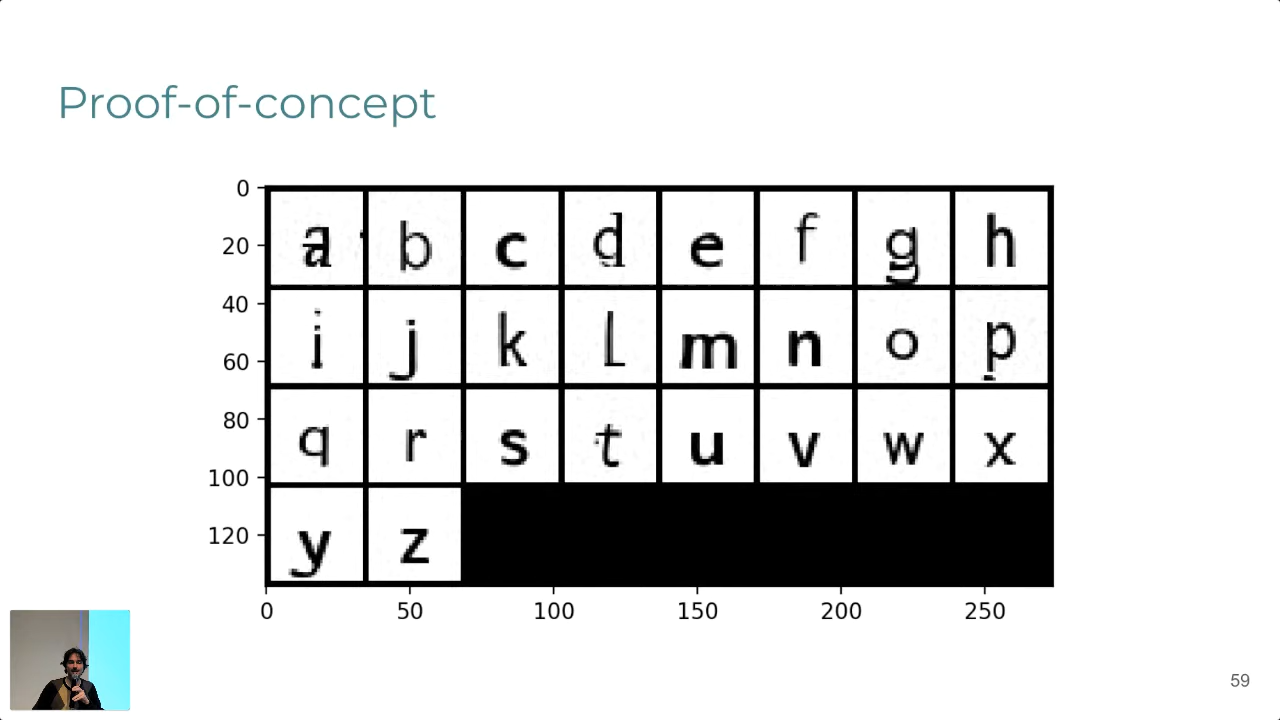 Proof-of-concept
0
20
40
60
80
100
120
a b c d e f g h
i j k l m n o p
q r s t u v w x
y z
0 50 100 150 200 250
59